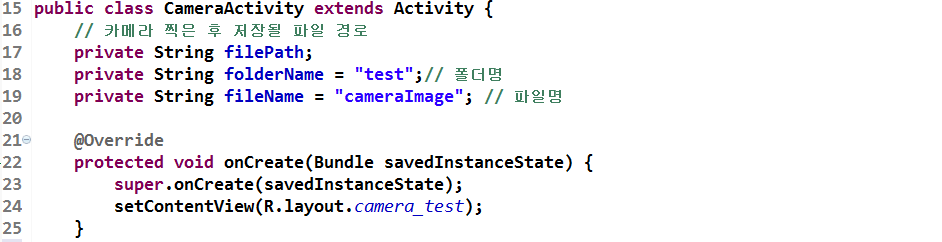 15 public class CameraActivity extends Activity {
16 // 카메라 찍은 후 저장될 파일 경로
17 private String filePath;
18 private String folderName = "test";// 폴더명
19 private String fileName = "cameraImage"; // 파일명
20
21 @Override
22 protected void onCreate(Bundle savedInstanceState) {
23 super.onCreate(savedInstanceState);
24 setContentView(R.layout.camera_test);
25 }